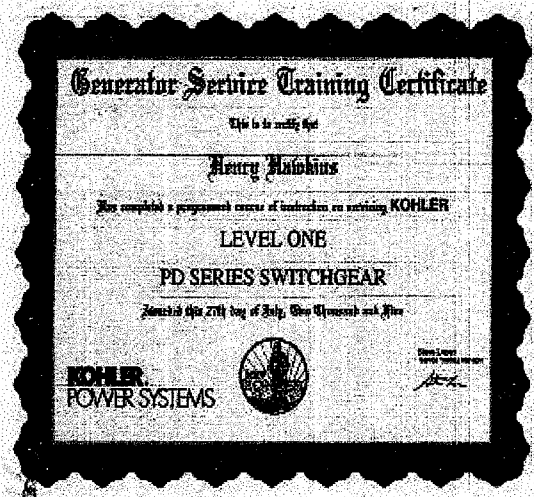 Generator Service Training Certificate
This is to certify that
Henry Hawkins
Has completed a programmed course of instruction on servicing KOHLER
LEVEL ONE
PD SERIES SWITCHGEAR
Awarded this 27th day of July, Two Thousand and Five
KOHLER
POWER SYSTEMS